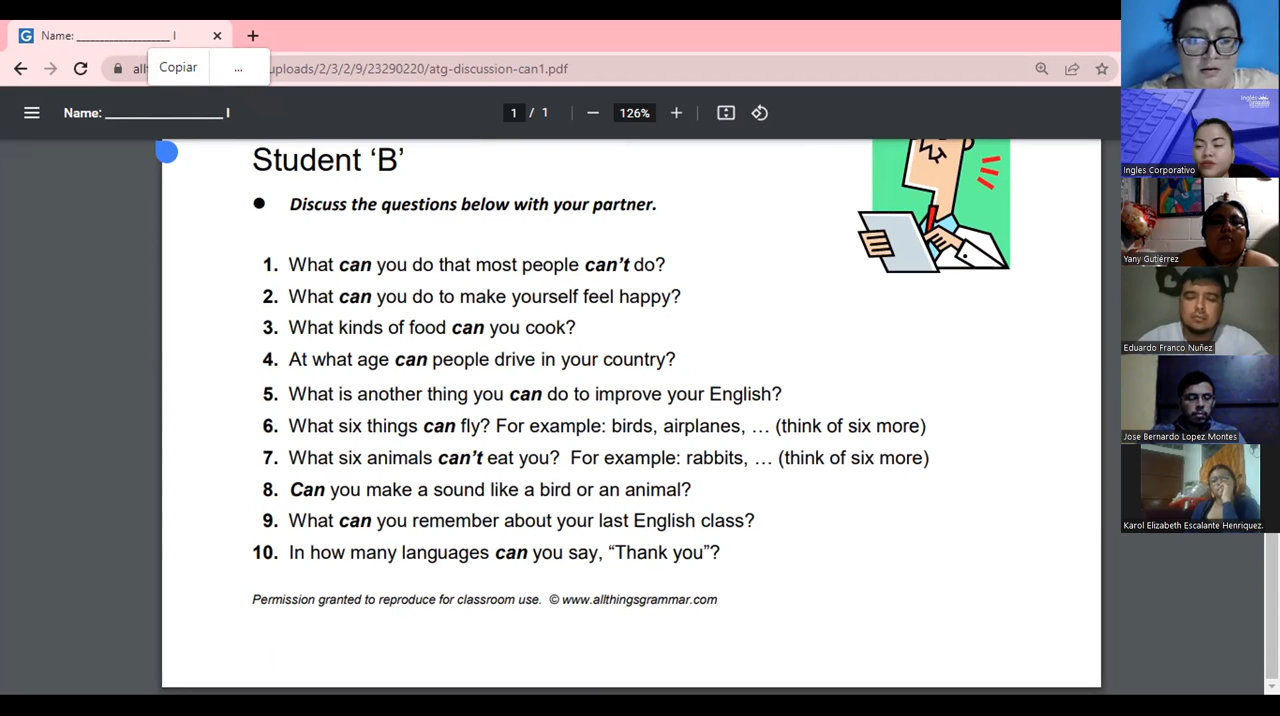 Name: ___________________ I
Copiar
...
all
uploads/2/3/2/9/23290220/atg-discussion-can1.pdf
Name: ________________ I
1 / 1
126%
Student ‘B’
● Discuss the questions below with your partner.
1. What can you do that most people can’t do?
2. What can you do to make yourself feel happy?
3. What kinds of food can you cook?
4. At what age can people drive in your country?
5. What is another thing you can do to improve your English?
6. What six things can fly? For example: birds, airplanes, … (think of six more)
7. What six animals can’t eat you? For example: rabbits, … (think of six more)
8. Can you make a sound like a bird or an animal?
9. What can you remember about your last English class?
10. In how many languages can you say, “Thank you”?
Permission granted to reproduce for classroom use. © www.allthingsgrammar.com
Ingles Corporativo
Yany Gutiérrez
Eduardo Franco Nuñez
Jose Bernardo Lopez Montes
Karol Elizabeth Escalante Henriquez.